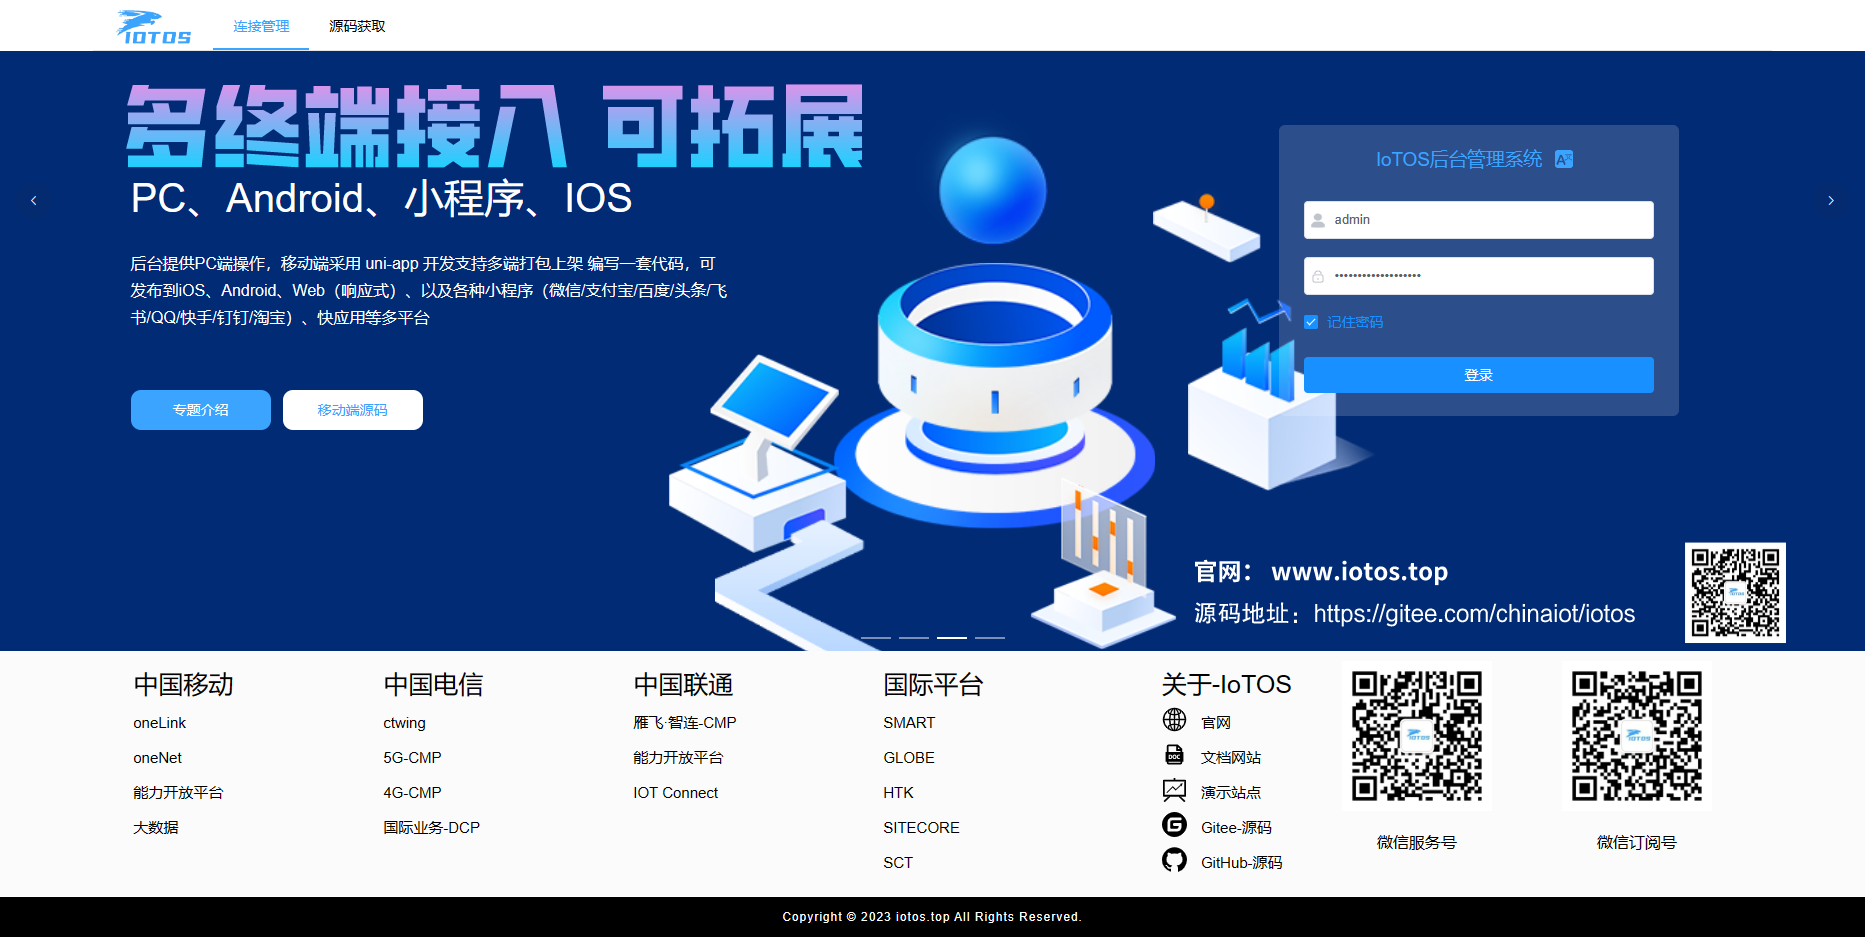 IOTOS
连接管理
源码获取
多终端接入 可拓展
PC、Android、小程序、IOS
后台提供PC端操作，移动端采用 uni-app 开发支持多端打包上架 编写一套代码，可
发布到iOS、Android、Web（响应式）、以及各种小程序（微信/支付宝/百度/头条/飞
书/QQ/快手/钉钉/淘宝）、快应用等多平台
专题介绍
移动端源码
IoTOS后台管理系统
admin
•••••••••••••••••••
记住密码
登录
官网： www.iotos.top
源码地址：https://gitee.com/chinaiot/iotos
中国移动
oneLink
oneNet
能力开放平台
大数据
中国电信
ctwing
5G-CMP
4G-CMP
国际业务-DCP
中国联通
雁飞·智连-CMP
能力开放平台
IOT Connect
国际平台
SMART
GLOBE
HTK
SITECORE
SCT
关于-IoTOS
官网
文档网站
演示站点
Gitee-源码
GitHub-源码
微信服务号
微信订阅号
Copyright © 2023 iotos.top All Rights Reserved.